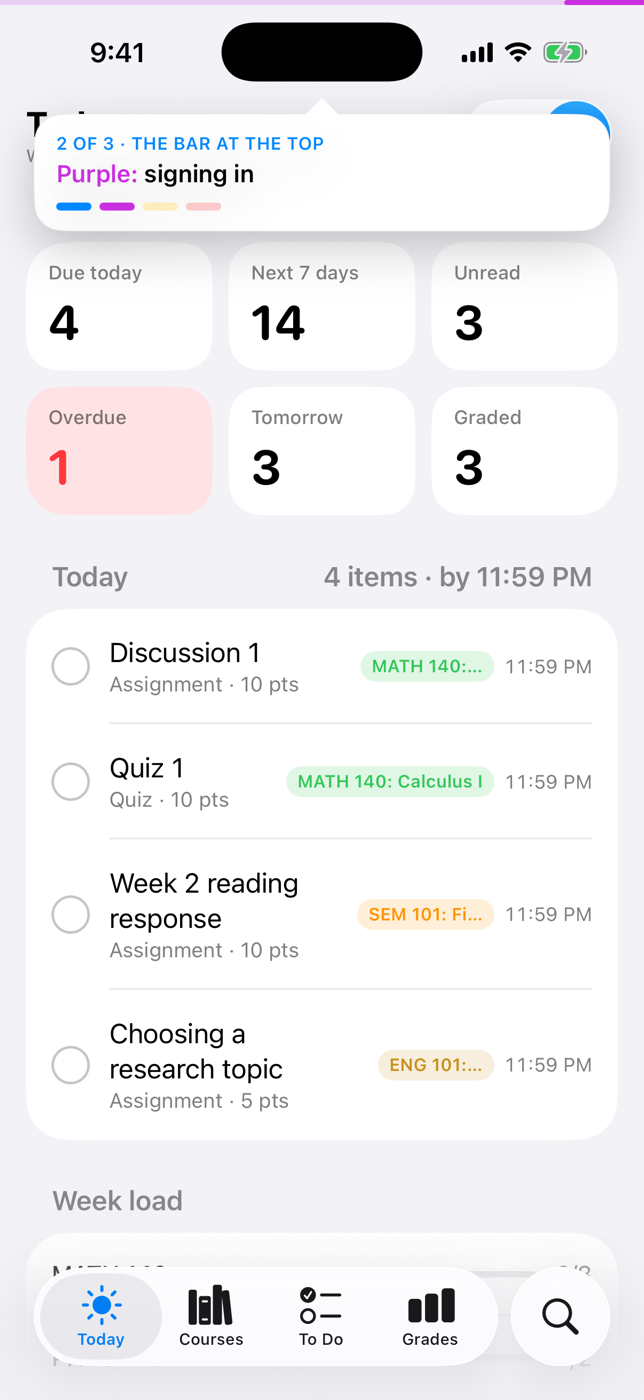 9:41
2 OF 3 · THE BAR AT THE TOP
Purple: signing in
Due today
4
Next 7 days
14
Unread
3
Overdue
1
Tomorrow
3
Graded
3
Today
4 items · by 11:59 PM
Discussion 1
Assignment · 10 pts
MATH 140:...
11:59 PM
Quiz 1
Quiz · 10 pts
MATH 140: Calculus I
11:59 PM
Week 2 reading
response
Assignment · 10 pts
SEM 101: Fi...
11:59 PM
Choosing a
research topic
Assignment · 5 pts
ENG 101:...
11:59 PM
Week load
Today
Courses
To Do
Grades